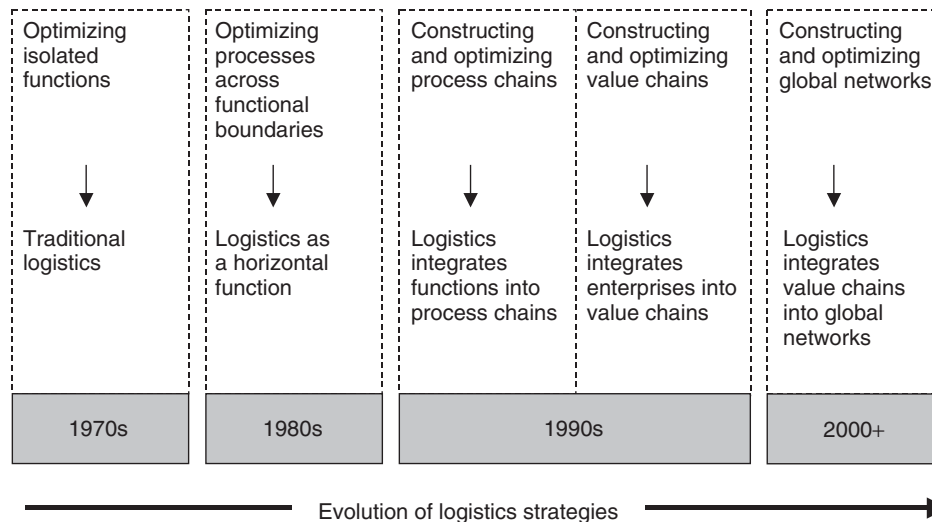 Optimizing
isolated
functions
Traditional
logistics
1970s
Optimizing
processes
across
functional
boundaries
Logistics as
a horizontal
function
1980s
Constructing
and optimizing
process chains
Logistics
integrates
functions into
process chains
Constructing
and optimizing
value chains
Logistics
integrates
enterprises into
value chains
1990s
Constructing
and optimizing
global networks
Logistics
integrates
value chains
into global
networks
2000+
Evolution of logistics strategies